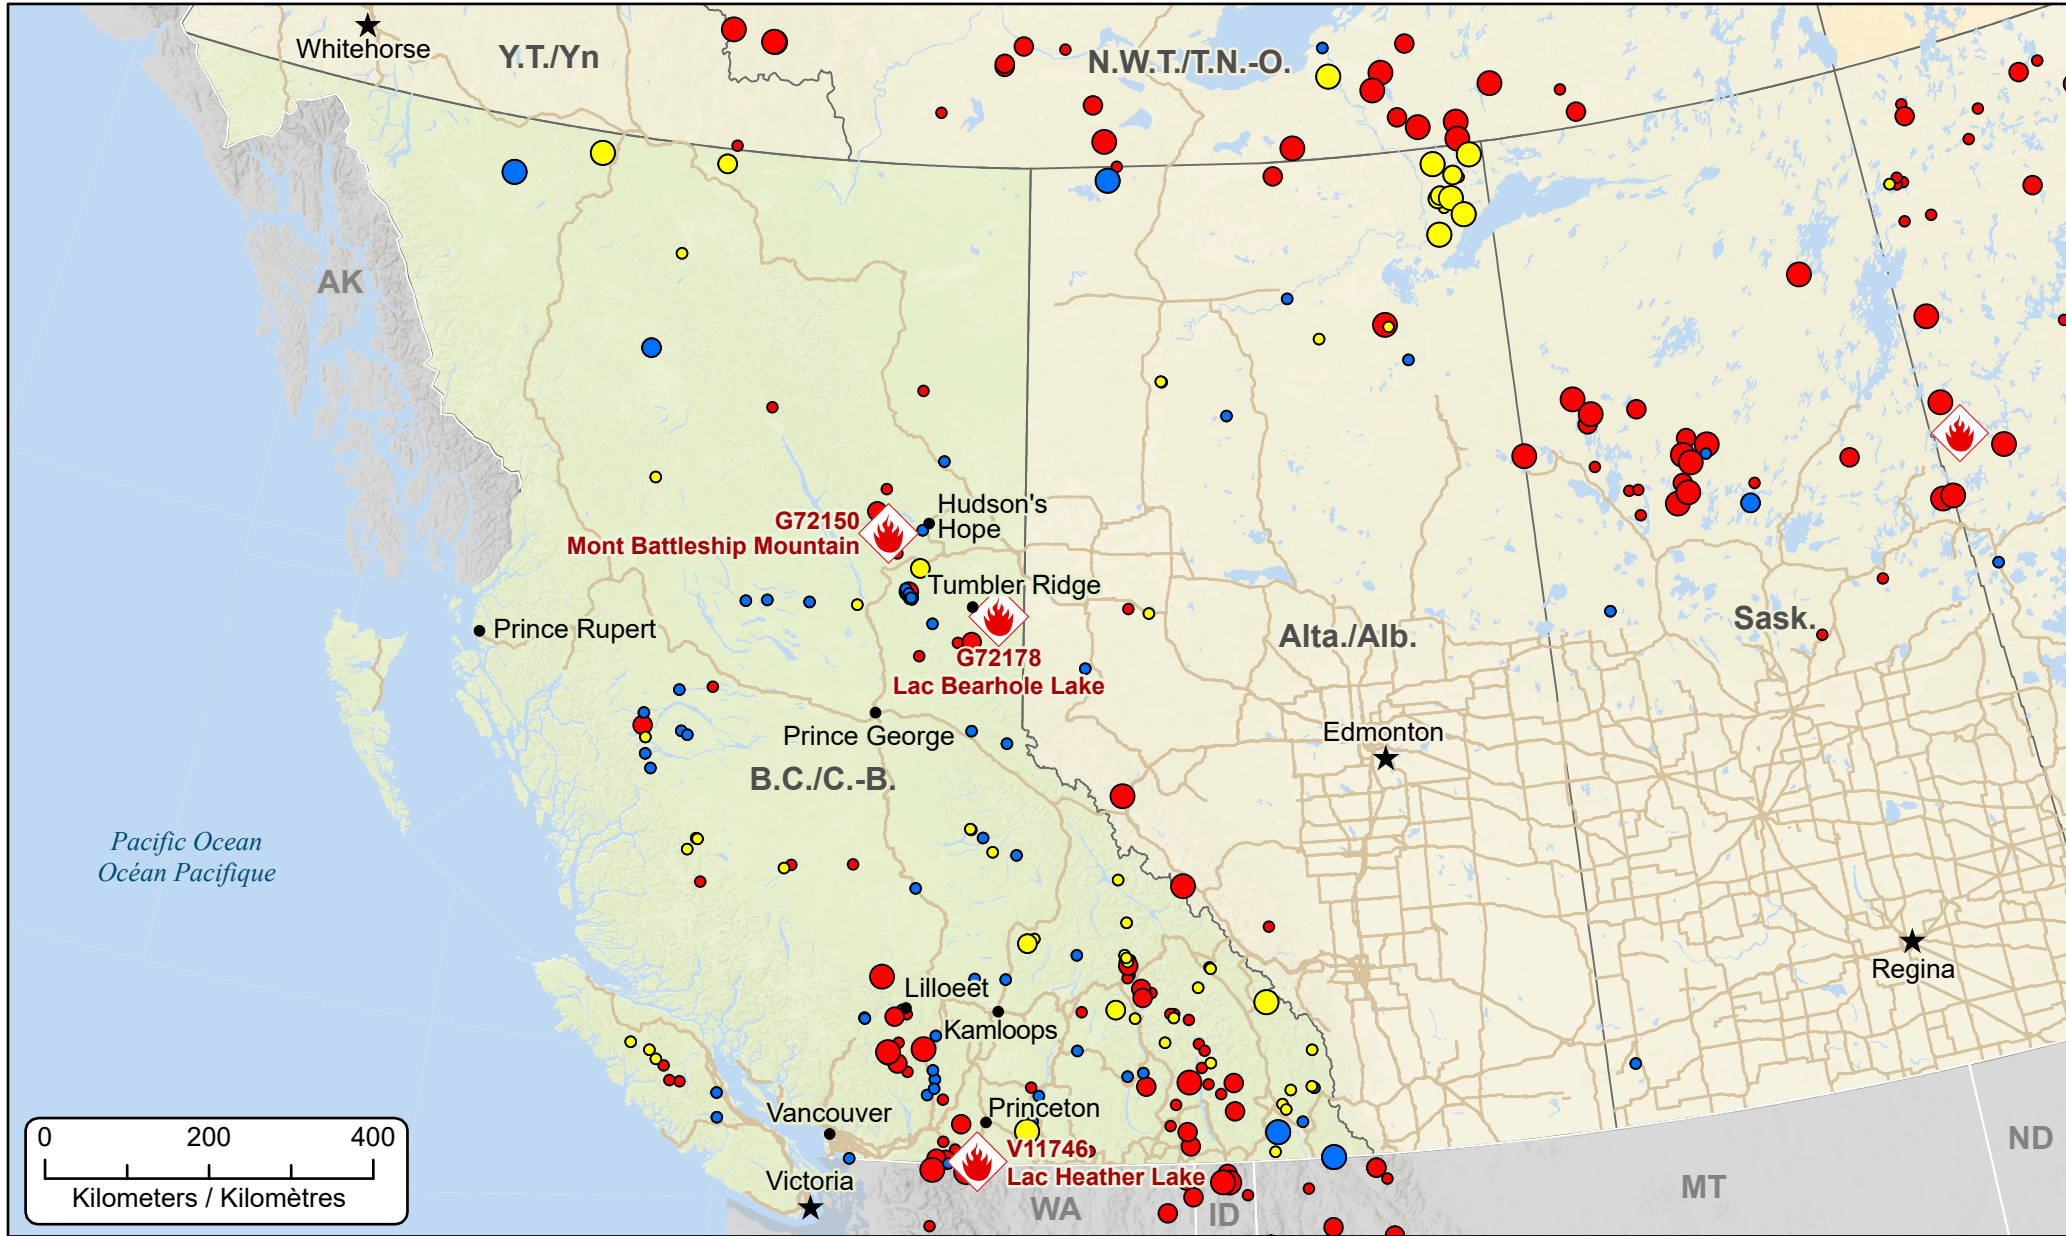 Whitehorse
Y.T./Yn
N.W.T./T.N.-O.
AK
Hudson's
Hope
G72150
Mont Battleship Mountain
Tumbler Ridge
Prince Rupert
G72178
Lac Bearhole Lake
Alta./Alb.
Sask.
Prince George
Edmonton
B.C./C.-B.
Pacific Ocean
Océan Pacifique
Regina
Lilloeet
Kamloops
Vancouver
Princeton
V11746
Lac Heather Lake
Victoria
WA
ID
MT
ND
0 200 400
Kilometers / Kilomètres